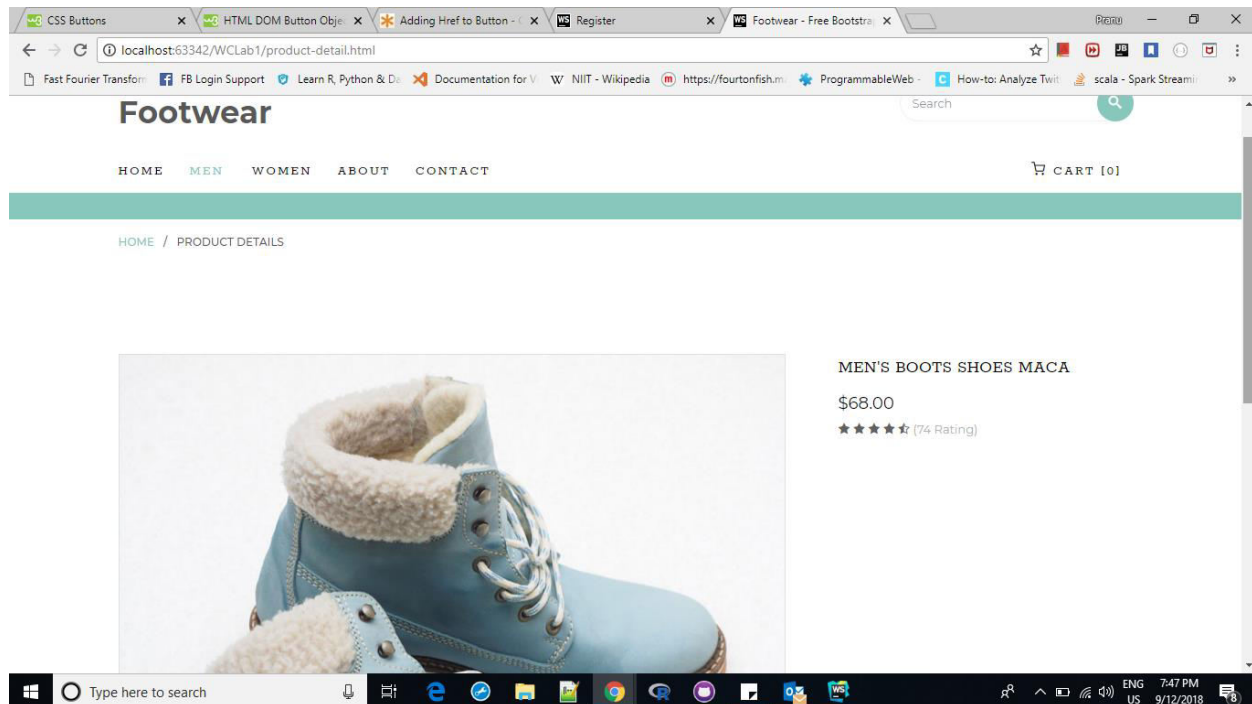 CSS Buttons
HTML DOM Button Obje
Adding Href to Button -
Register
Footwear - Free Bootstra
localhost:63342/WCLab1/product-detail.html
Fast Fourier Transform FB Login Support Learn R, Python & Da Documentation for V NIIT - Wikipedia https://fourtonfish.m ProgrammableWeb - How-to: Analyze Twit scala - Spark Streami »
Footwear
Search
HOME MEN WOMEN ABOUT CONTACT CART [0]
HOME / PRODUCT DETAILS
MEN'S BOOTS SHOES MACA
$68.00
(74 Rating)
Type here to search
ENG 7:47 PM
US 9/12/2018
8